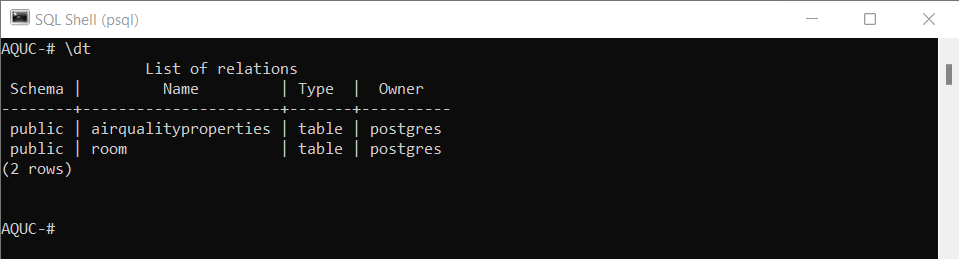 SQL Shell (psql)
AQUC-# \dt
List of relations
Schema | Name | Type | Owner
--------+----------------------+-------+----------
public | airqualityproperties | table | postgres
public | room | table | postgres
(2 rows)
AQUC-#